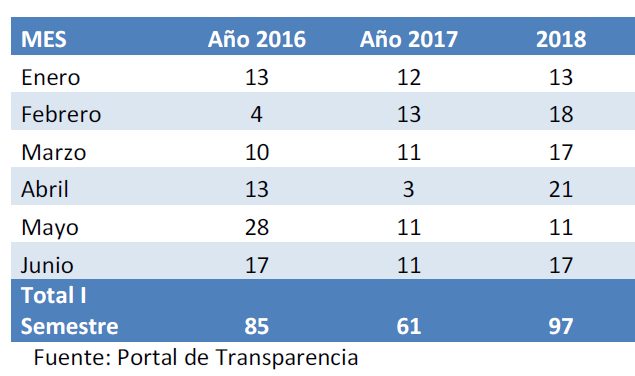 MES Año 2016 Año 2017 2018
Enero 13 12 13
Febrero 4 13 18
Marzo 10 11 17
Abril 13 3 21
Mayo 28 11 11
Junio 17 11 17
Total I
Semestre 85 61 97
Fuente: Portal de Transparencia